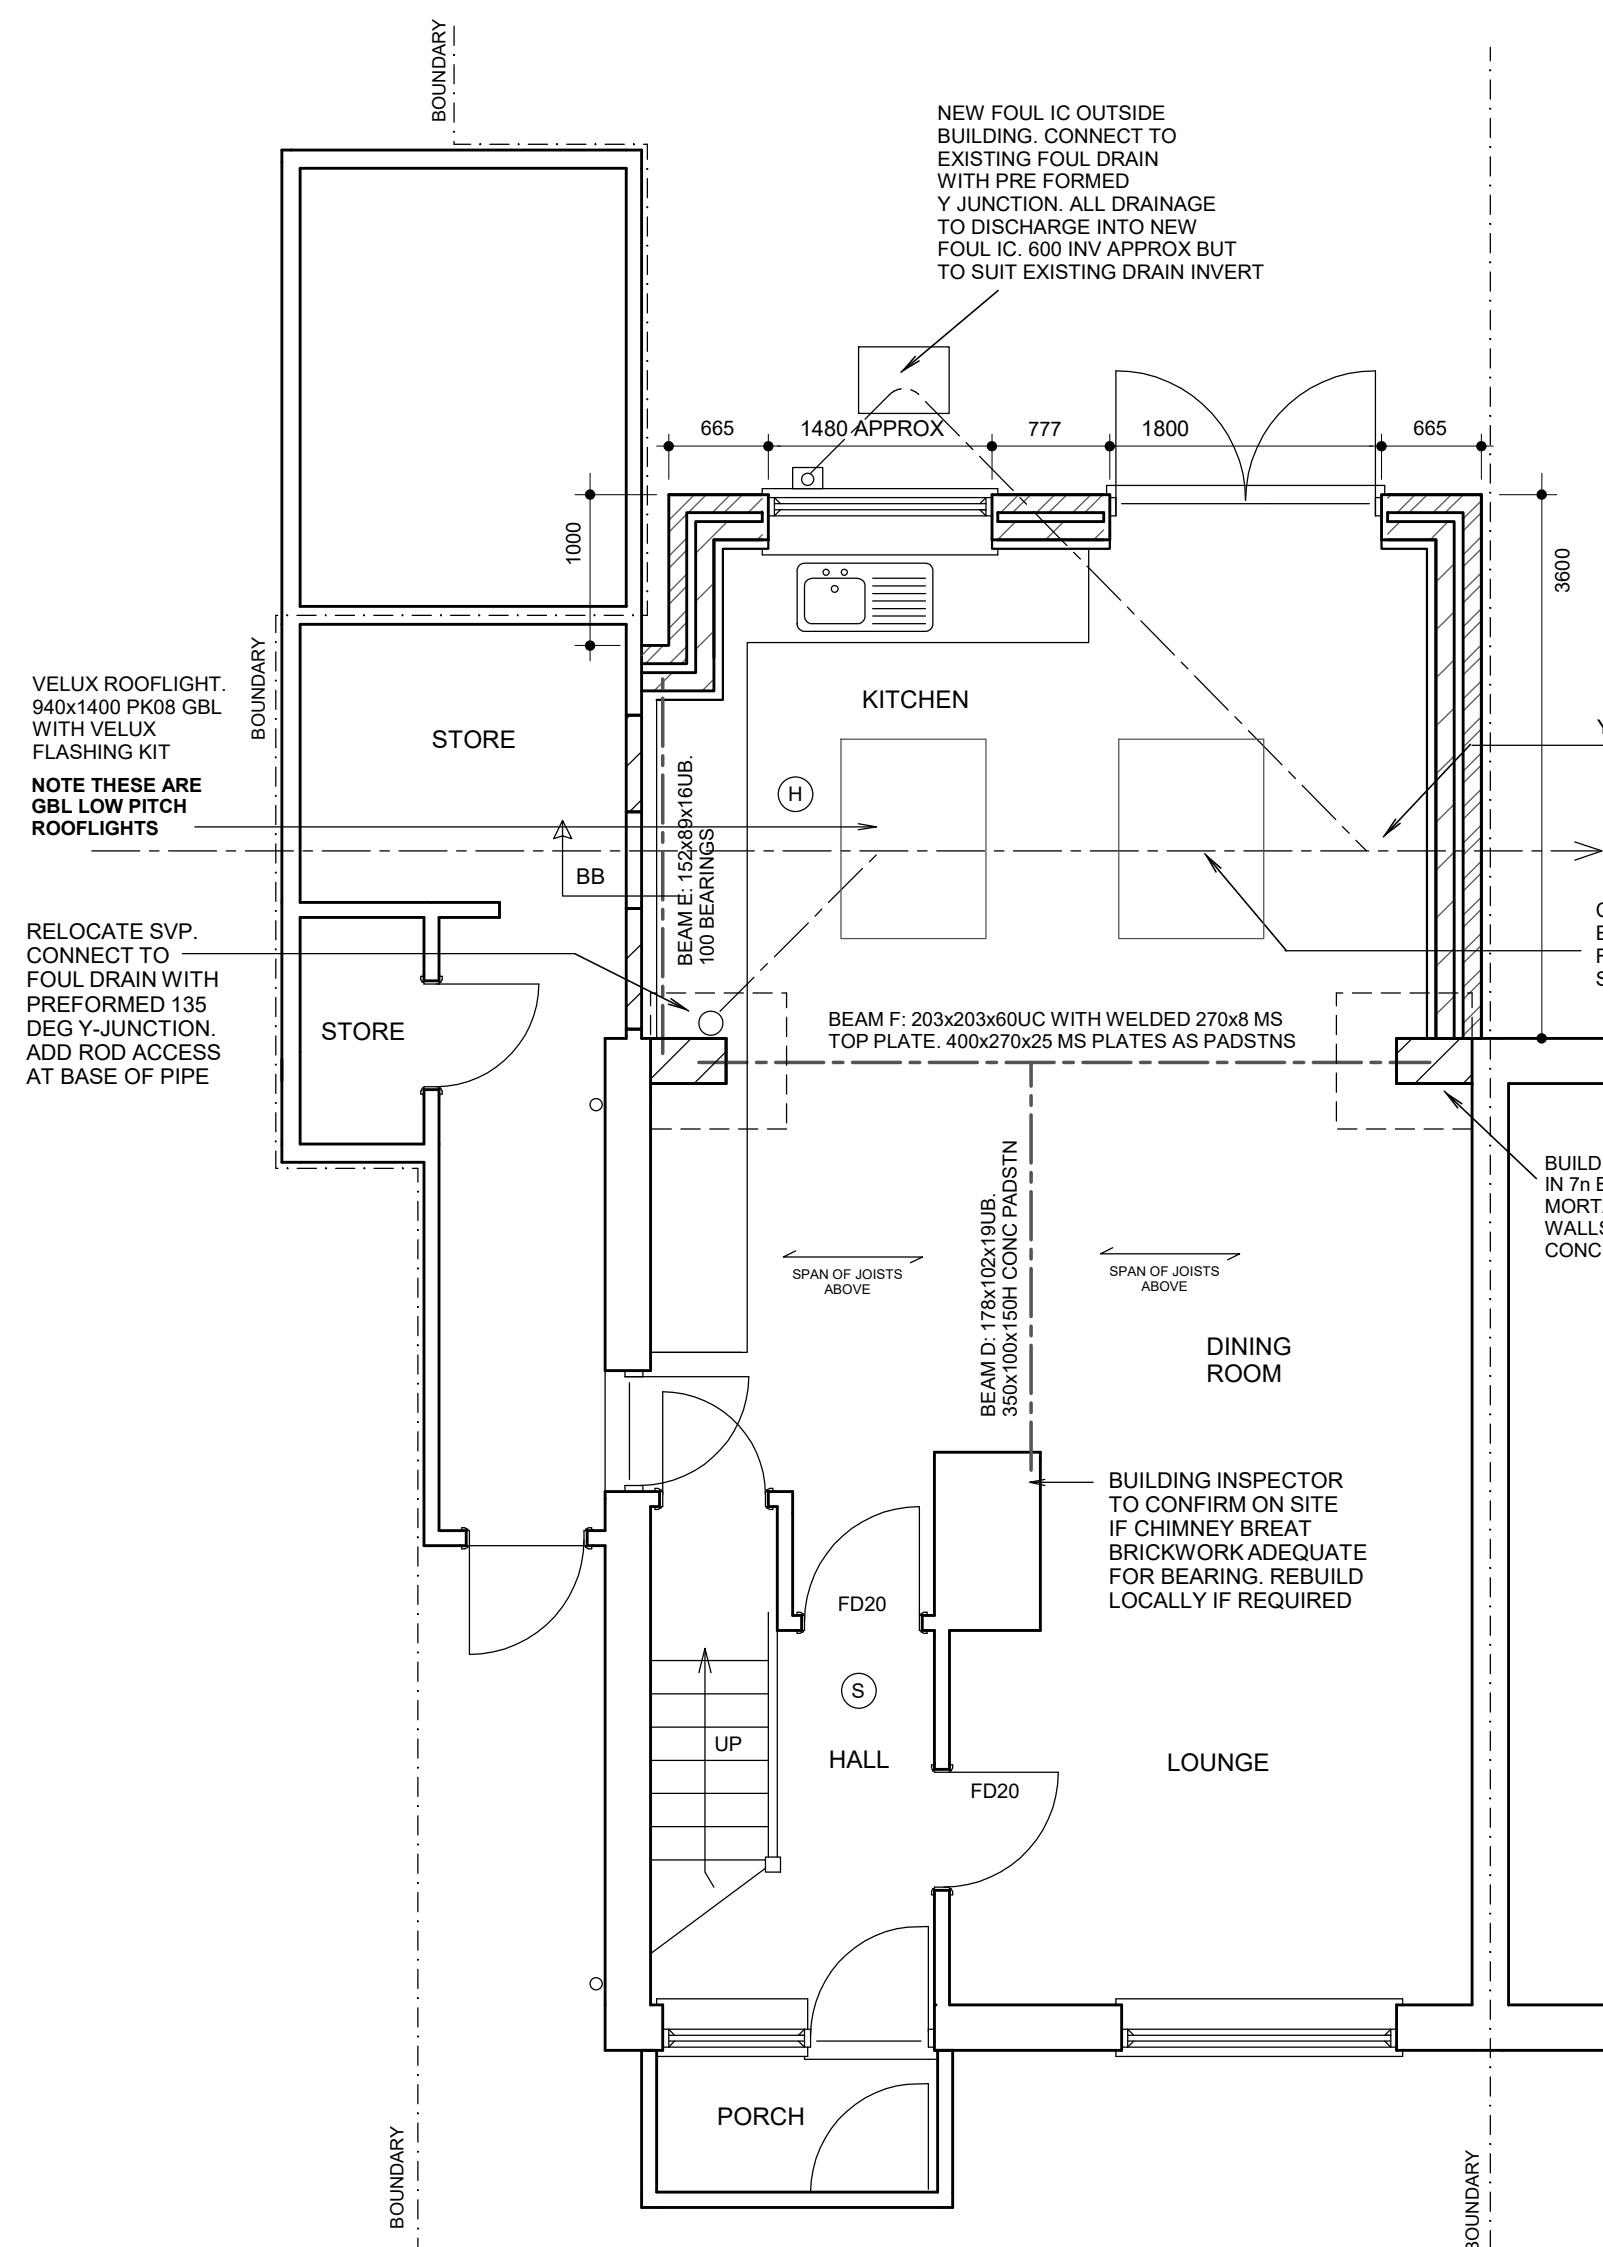 BOUNDARY
NEW FOUL IC OUTSIDE
BUILDING. CONNECT TO
EXISTING FOUL DRAIN
WITH PRE FORMED
Y JUNCTION. ALL DRAINAGE
TO DISCHARGE INTO NEW
FOUL IC. 600 INV APPROX BUT
TO SUIT EXISTING DRAIN INVERT
665
1480 APPROX
777
1800
665
1000
3600
BOUNDARY
VELUX ROOFLIGHT.
940x1400 PK08 GBL
WITH VELUX
FLASHING KIT
NOTE THESE ARE
GBL LOW PITCH
ROOFLIGHTS
STORE
KITCHEN
Y
H
BEAM E: 152x89x16UB.
100 BEARINGS
BB
RELOCATE SVP.
CONNECT TO
FOUL DRAIN WITH
PREFORMED 135
DEG Y-JUNCTION.
ADD ROD ACCESS
AT BASE OF PIPE
STORE
BEAM F: 203x203x60UC WITH WELDED 270x8 MS
TOP PLATE. 400x270x25 MS PLATES AS PADSTNS
BUILD
IN 7n
MORT
WALLS
CONC
BEAM D: 178x102x19UB.
350x100x150H CONC PADSTN
SPAN OF JOISTS
ABOVE
SPAN OF JOISTS
ABOVE
DINING
ROOM
BUILDING INSPECTOR
TO CONFIRM ON SITE
IF CHIMNEY BREAT
BRICKWORK ADEQUATE
FOR BEARING. REBUILD
LOCALLY IF REQUIRED
FD20
S
UP
HALL
LOUNGE
FD20
PORCH
BOUNDARY
BOUNDARY